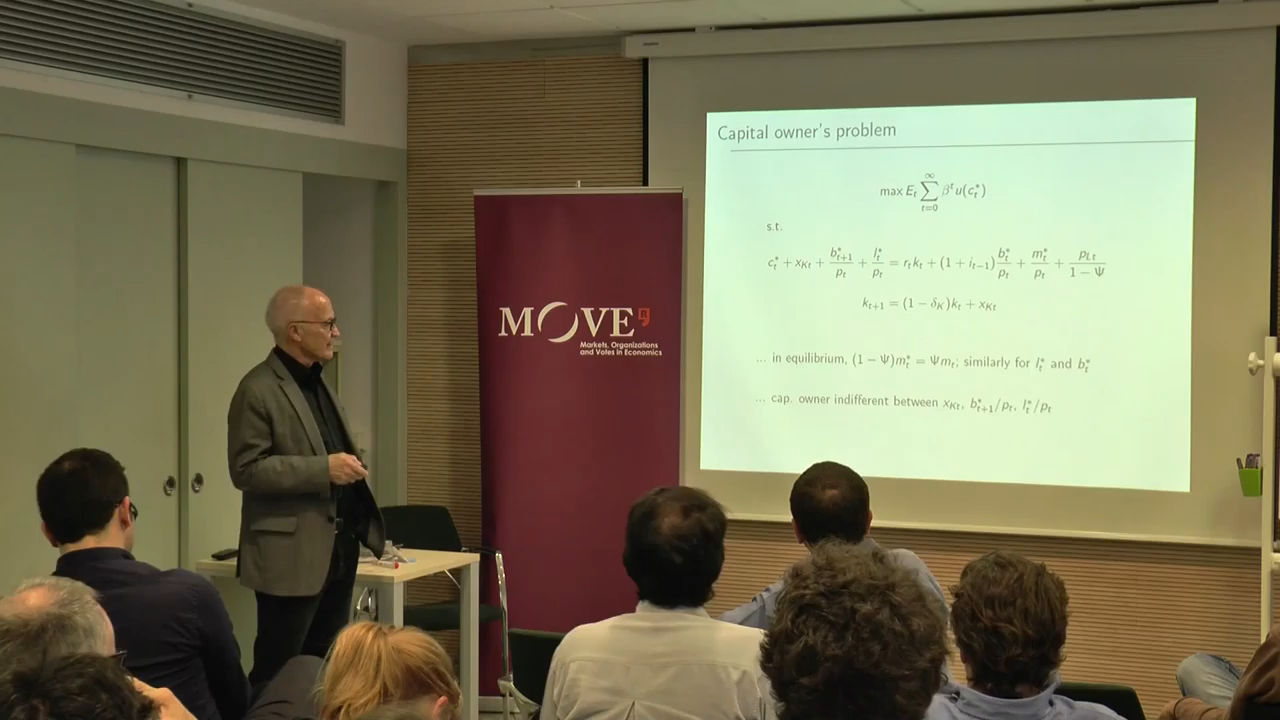 MOVE
Markets, Organizations
and Votes in Economics
Capital owner's problem
max E_t ∑_{t=0}^{∞} β^t u(c_t^*)
s.t.
c_t^* + x_{Kt} + b_{t+1}^*/p_t + l_t^*/p_t = r_t k_t + (1 + i_{t−1}) b_t^*/p_t + m_t^*/p_t + p_{Lt}/(1 − Ψ)
k_{t+1} = (1 − δ_K)k_t + x_{Kt}
... in equilibrium, (1 − Ψ)m_t^* = Ψm_t; similarly for l_t^* and b_t^*
... cap. owner indifferent between x_{Kt}, b_{t+1}^*/p_t, l_t^*/p_t